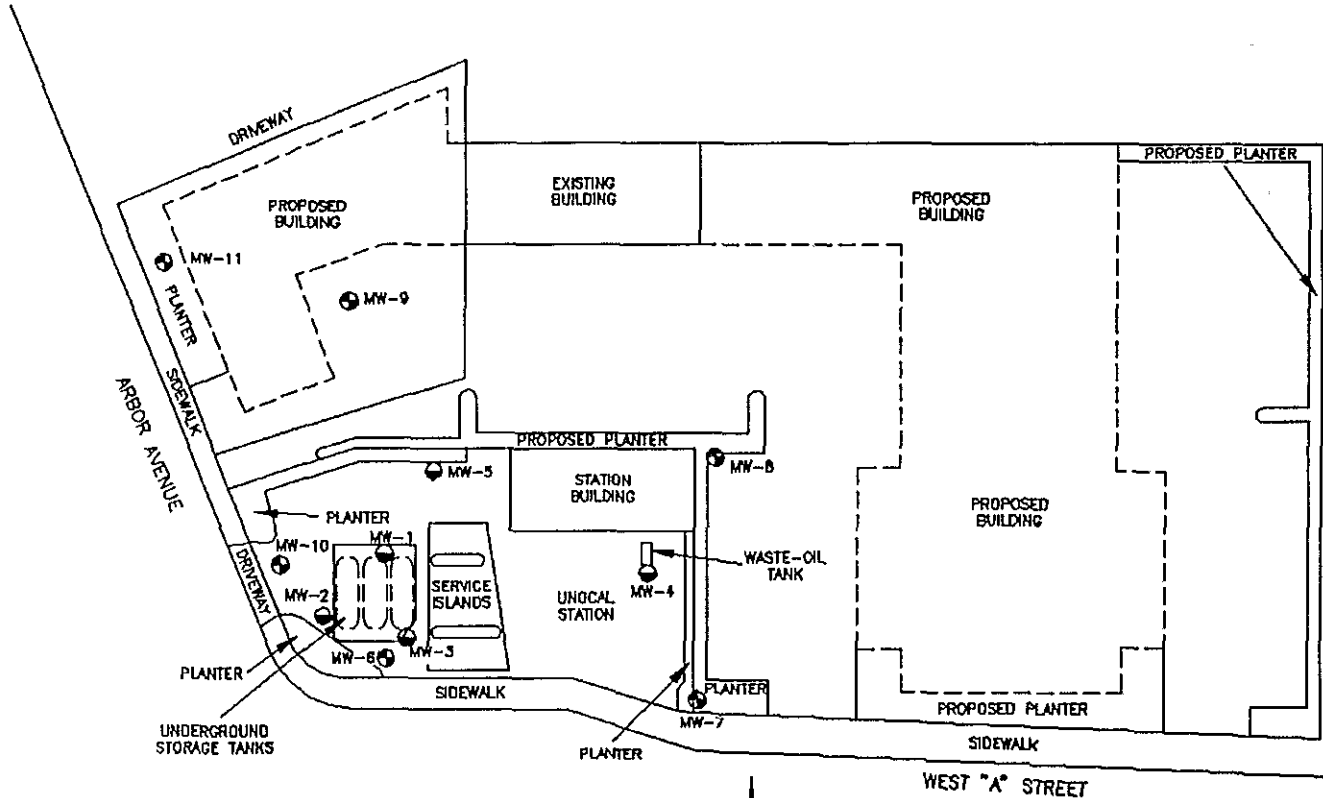 DRIVEWAY
PROPOSED PLANTER
EXISTING
BUILDING
PROPOSED
BUILDING
PROPOSED
BUILDING
MW-11
PLANTER
MW-9
SIDEWALK
ARBOR AVENUE
PROPOSED PLANTER
MW-5
STATION
BUILDING
MW-8
PLANTER
PROPOSED
BUILDING
MW-10
MW-1
WASTE-OIL
TANK
DRIVEWAY
SERVICE
ISLANDS
UNOCAL
STATION
MW-4
MW-2
MW-3
MW-6
PLANTER
SIDEWALK
PLANTER
PROPOSED PLANTER
MW-7
UNDERGROUND
STORAGE TANKS
PLANTER
SIDEWALK
WEST "A" STREET